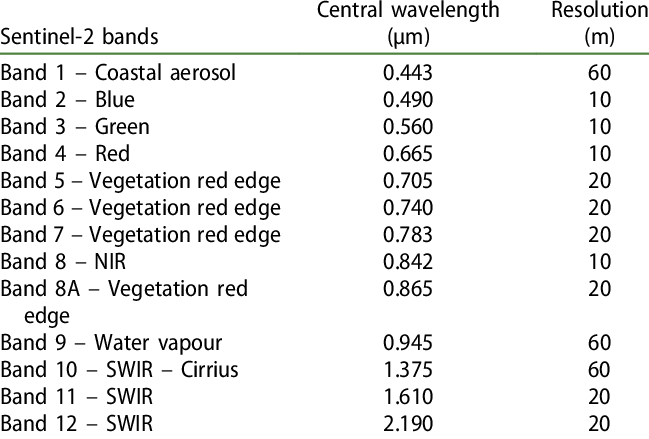 Central wavelength Resolution
Sentinel-2 bands (μm) (m)
Band 1 – Coastal aerosol 0.443 60
Band 2 – Blue 0.490 10
Band 3 – Green 0.560 10
Band 4 – Red 0.665 10
Band 5 – Vegetation red edge 0.705 20
Band 6 – Vegetation red edge 0.740 20
Band 7 – Vegetation red edge 0.783 20
Band 8 – NIR 0.842 10
Band 8A – Vegetation red 0.865 20
edge
Band 9 – Water vapour 0.945 60
Band 10 – SWIR – Cirrius 1.375 60
Band 11 – SWIR 1.610 20
Band 12 – SWIR 2.190 20